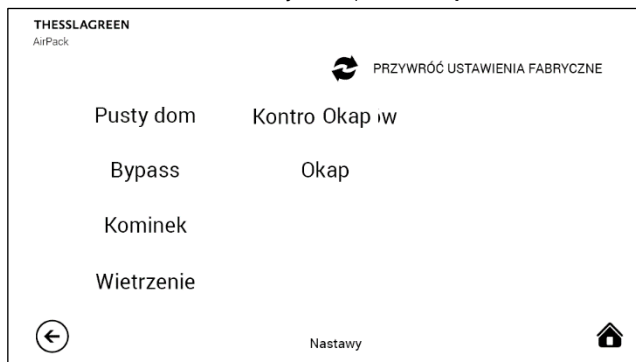 THESSLAGREEN
AirPack
PRZYWRÓĆ USTAWIENIA FABRYCZNE
Pusty dom
Kontro Okap
Bypass
Okap
Kominek
Wietrzenie
Nastawy